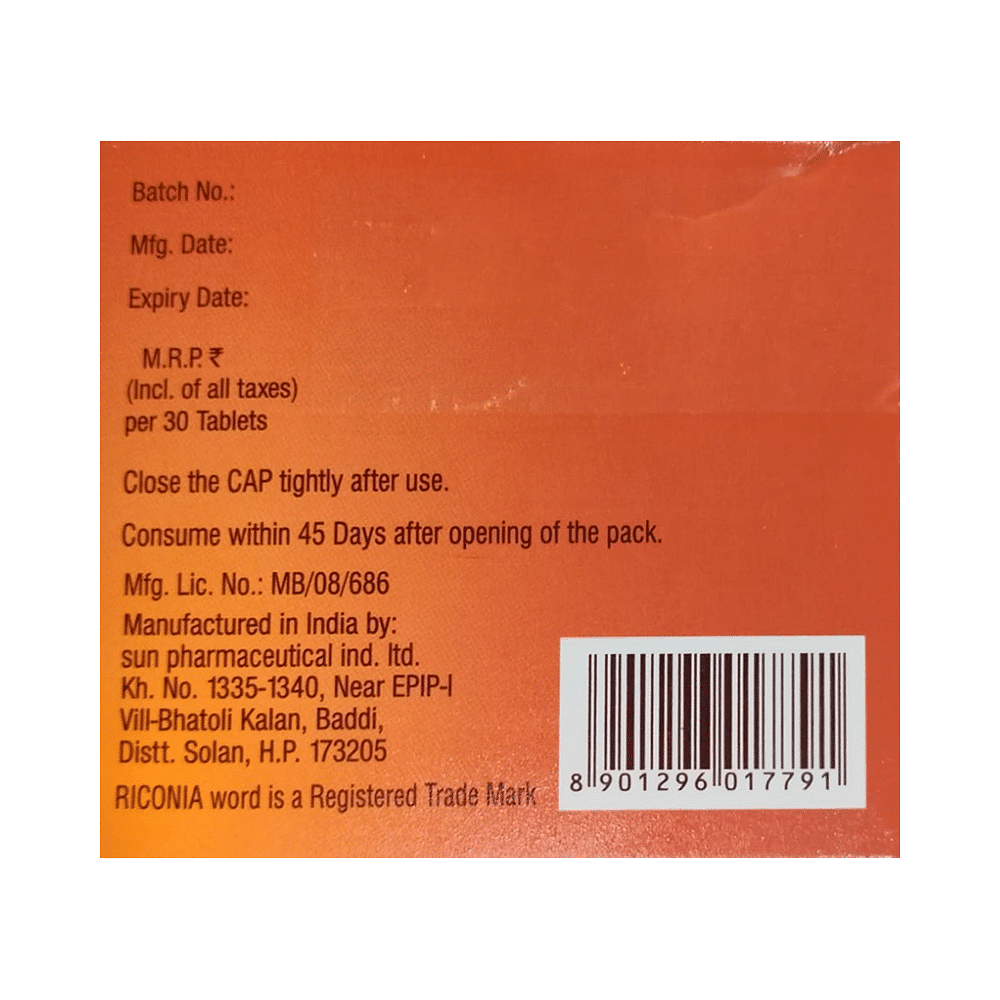 Batch No.:
Mfg. Date:
Expiry Date:
M.R.P. ₹
(Incl. of all taxes)
per 30 Tablets
Close the CAP tightly after use.
Consume within 45 Days after opening of the pack.
Mfg. Lic. No.: MB/08/686
Manufactured in India by:
sun pharmaceutical ind. ltd.
Kh. No. 1335-1340, Near EPIP-I
Vill-Bhatoli Kalan, Baddi,
Distt. Solan, H.P. 173205
RICONIA word is a Registered Trade Mark
8 901296 017791